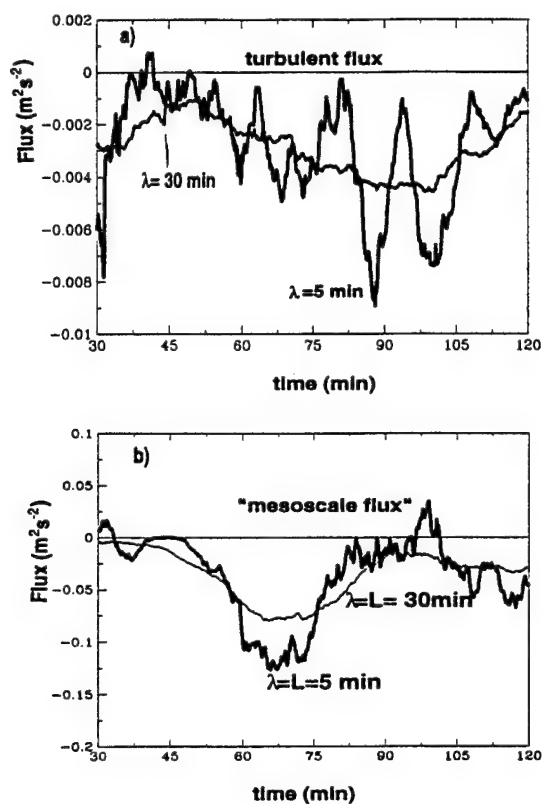 a)
turbulent flux
0.002
0
-0.002
-0.004
-0.006
-0.008
-0.01
Flux (m²s⁻²)
λ= 30 min
λ=5 min
30 45 60 75 90 105 120
time (min)
b)
"mesoscale flux"
0.1
0.05
0
-0.05
-0.1
-0.15
-0.2
Flux (m²s⁻²)
λ=L= 30min
λ=L=5 min
30 45 60 75 90 105 120
time (min)